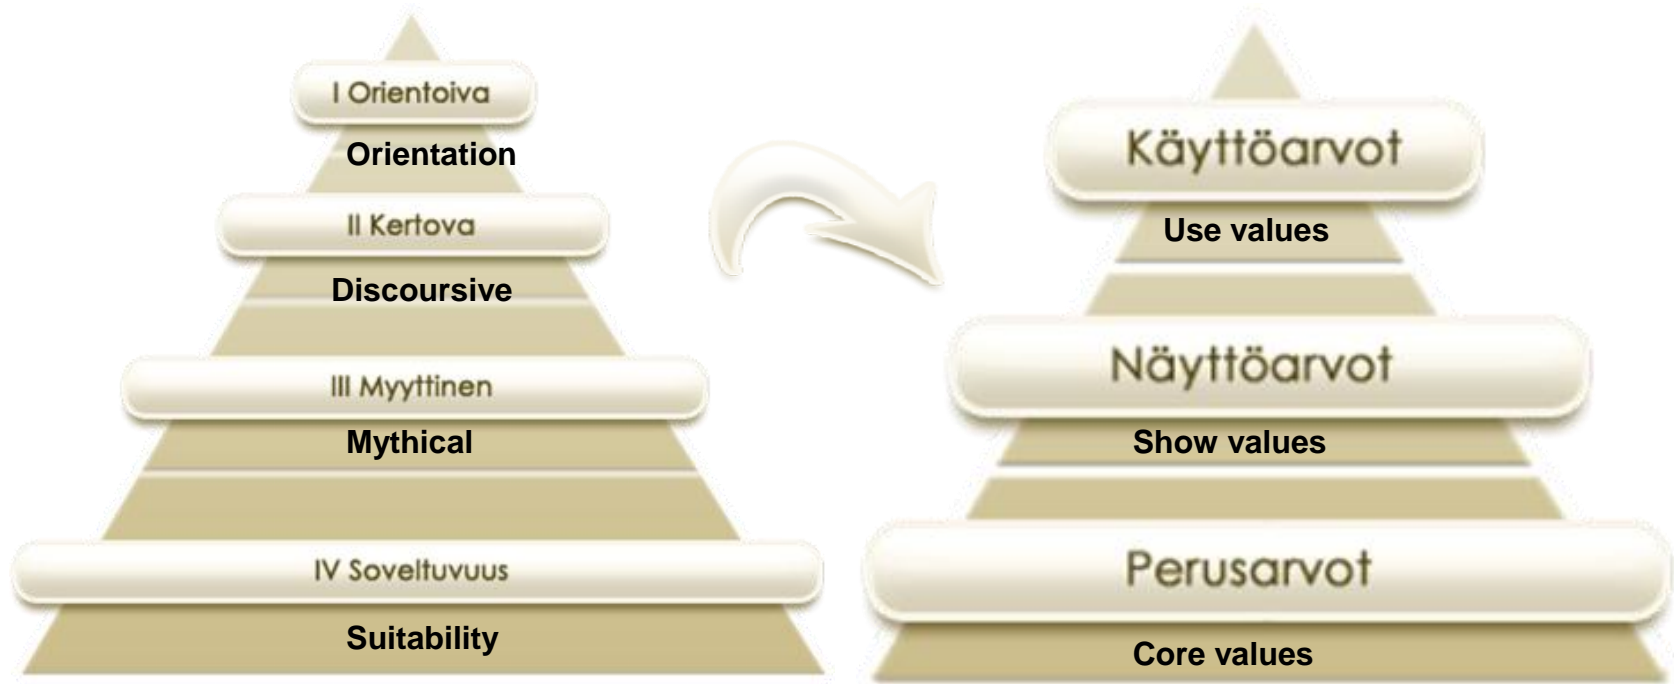 I Orientoiva
Orientation
II Kertova
Discoursive
III Myyttinen
Mythical
IV Soveltuvuus
Suitability
Käyttöarvot
Use values
Näyttöarvot
Show values
Perusarvot
Core values